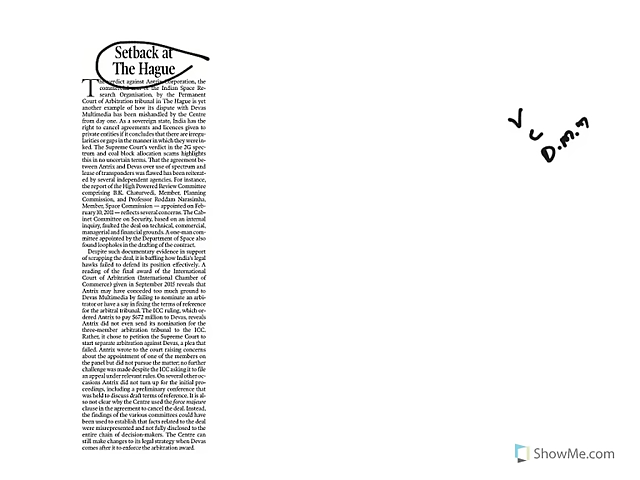 Setback at
The Hague
The verdict against Antrix Corporation, the
commercial arm of the Indian Space Re-
search Organisation, by the Permanent
Court of Arbitration tribunal in The Hague is yet
another example of how its dispute with Devas
Multimedia has been mishandled by the Centre
from day one. As a sovereign state, India has the
right to cancel agreements and licences given to
private entities if it concludes that there are irregu-
larities or gaps in the manner in which they were in-
ked. The Supreme Court's verdict in the 2G spec-
trum and coal block allocation scams highlights
this in no uncertain terms. That the agreement be-
tween Antrix and Devas over use of spectrum and
lease of transponders was flawed has been reiterat-
ed by several independent agencies. For instance,
the report of the High Powered Review Committee
comprising B.K. Chaturvedi, Member, Planning
Commission, and Professor Roddam Narasimha,
Member, Space Commission — appointed on Feb-
ruary 10, 2011 — reflects several concerns. The Cab-
inet Committee on Security, based on an internal
inquiry, faulted the deal on technical, commercial,
managerial and financial grounds. A one-man com-
mittee appointed by the Department of Space also
found loopholes in the drafting of the contract.
Despite such documentary evidence in support
of scrapping the deal, it is baffling how India's legal
hawks failed to defend its position effectively. A
reading of the final award of the International
Court of Arbitration (International Chamber of
Commerce) given in September 2015 reveals that
Antrix may have conceded too much ground to
Devas Multimedia by failing to nominate an arbi-
trator or have a say in fixing the terms of reference
for the arbitral tribunal. The ICC ruling, which or-
dered Antrix to pay $672 million to Devas, reveals
Antrix did not even send its nomination for the
three-member arbitration tribunal to the ICC.
Rather, it chose to petition the Supreme Court to
start separate arbitration against Devas, a plea that
failed. Antrix wrote to the court raising concerns
about the appointment of one of the members on
the panel but did not pursue the matter; no further
challenge was made despite the ICC asking it to file
an appeal under relevant rules. On several other oc-
casions Antrix did not turn up for the initial pro-
ceedings, including a preliminary conference that
was held to discuss draft terms of reference. It is al-
so not clear why the Centre used the force majeure
clause in the agreement to cancel the deal. Instead,
the findings of the various committees could have
been used to establish that facts related to the deal
were misrepresented and not fully disclosed to the
entire chain of decision-makers. The Centre can
still make changes to its legal strategy when Devas
comes after it to enforce the arbitration award.
ShowMe.com